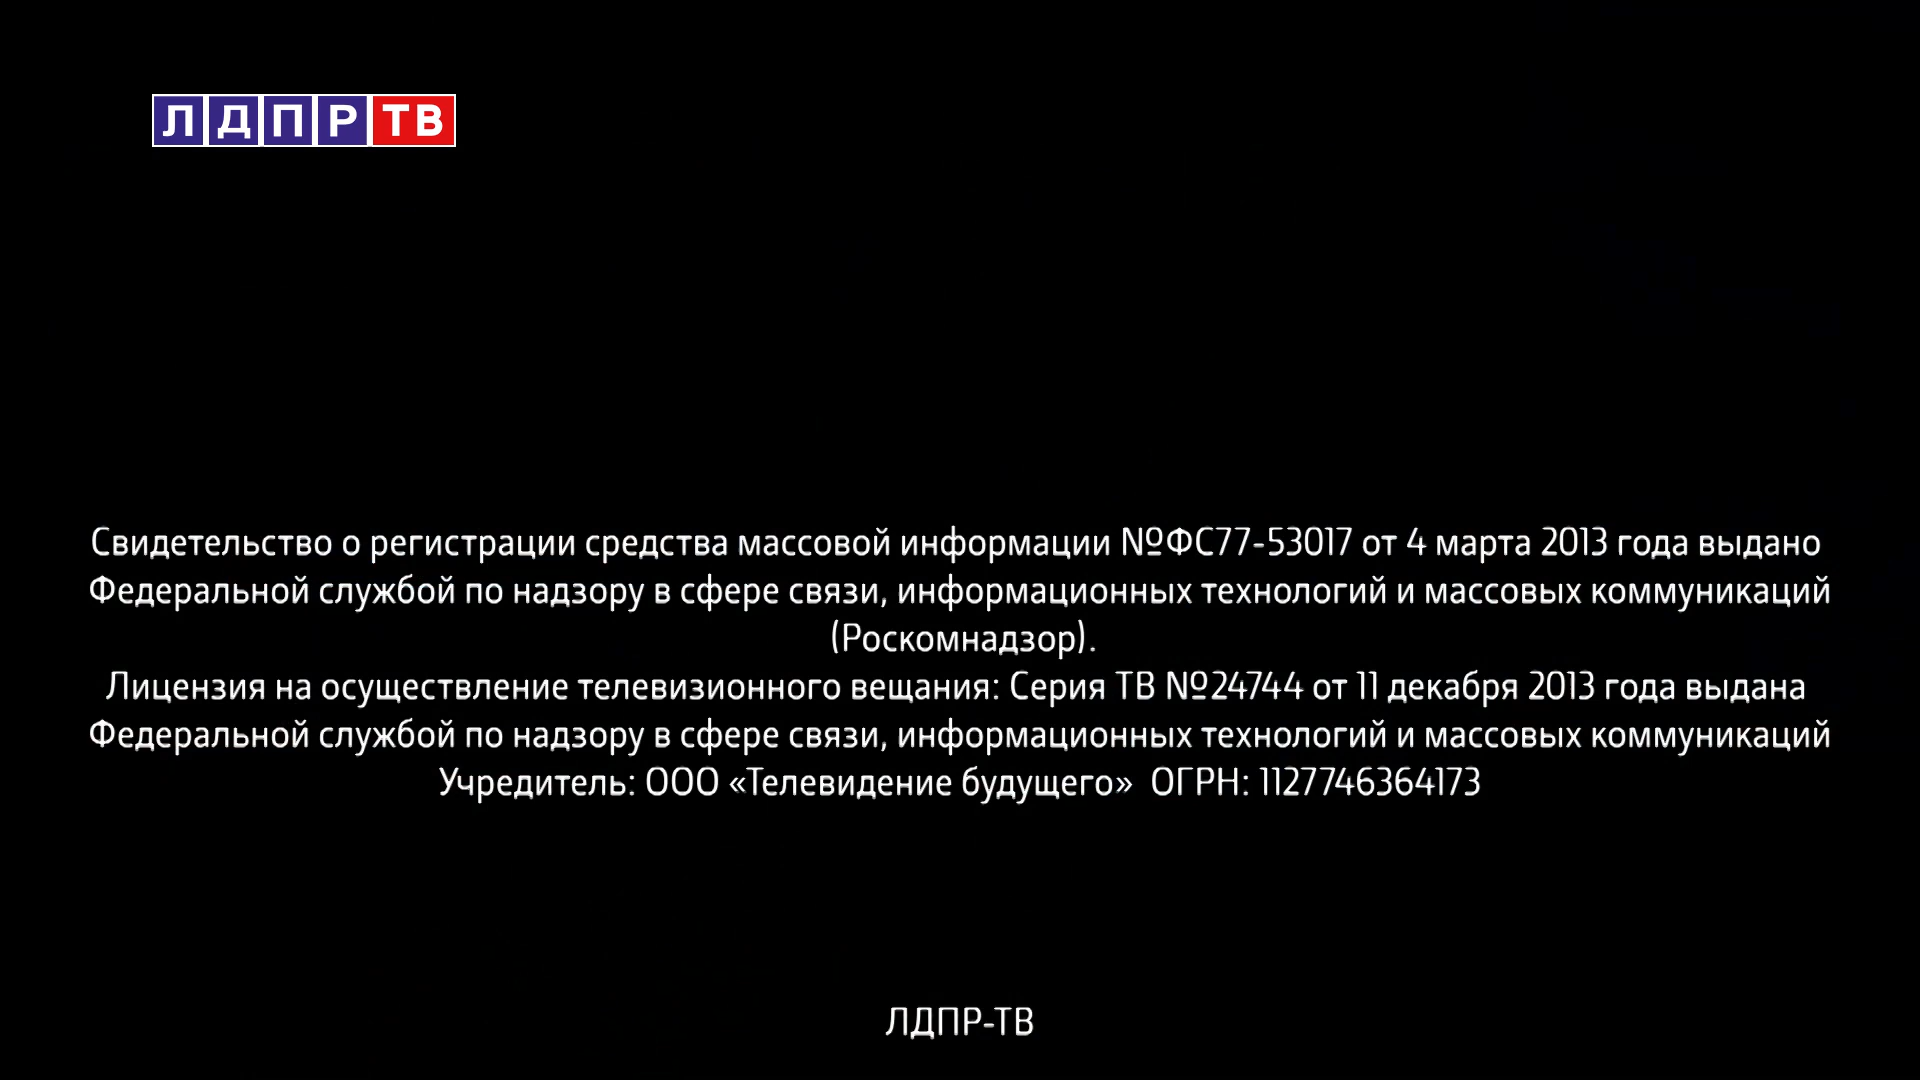 ЛДПР ТВ
Свидетельство о регистрации средства массовой информации №ФС77-53017 от 4 марта 2013 года выдано
Федеральной службой по надзору в сфере связи, информационных технологий и массовых коммуникаций
(Роскомнадзор).
Лицензия на осуществление телевизионного вещания: Серия ТВ №24744 от 11 декабря 2013 года выдана
Федеральной службой по надзору в сфере связи, информационных технологий и массовых коммуникаций
Учредитель: ООО «Телевидение будущего» ОГРН: 1127746364173
ЛДПР-ТВ